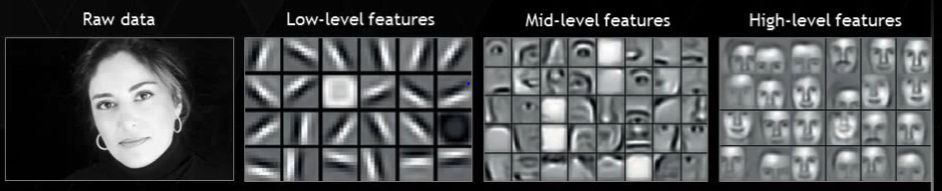 Raw data
Low-level features
Mid-level features
High-level features